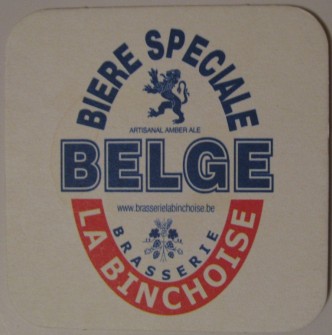 BIERE SPECIALE
ARTISANAL AMBER ALE
BELGE
www.brasserielabinchoise.be
BRASSERIE
LA BINCHOISE